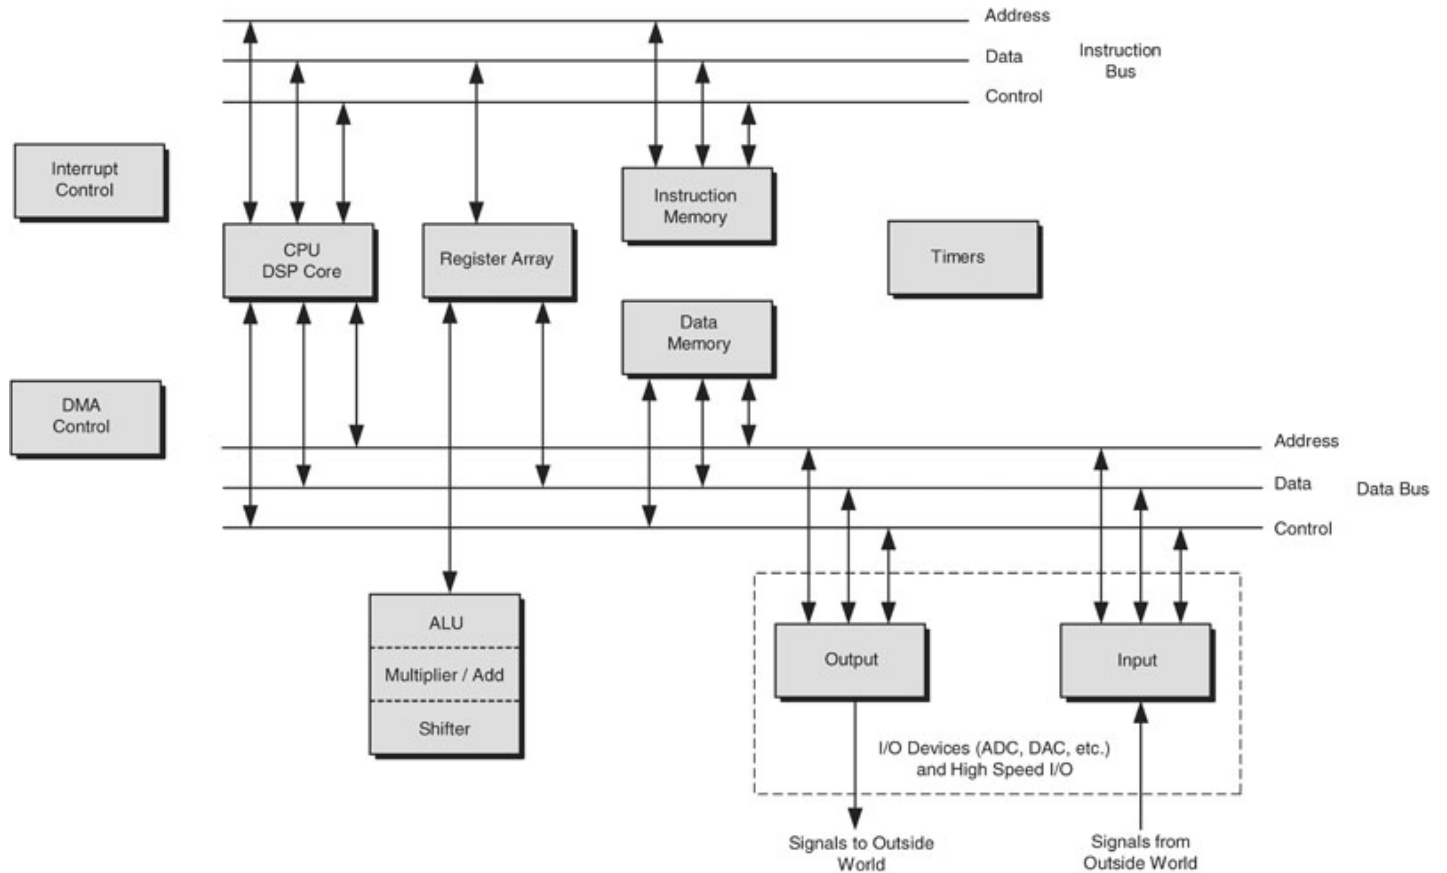 Address
Data
Instruction
Bus
Control
Interrupt
Control
Instruction
Memory
CPU
DSP Core
Register Array
Timers
Data
Memory
DMA
Control
Address
Data
Data Bus
Control
ALU
Multiplier / Add
Shifter
Output
Input
I/O Devices (ADC, DAC, etc.)
and High Speed I/O
Signals to Outside
World
Signals from
Outside World